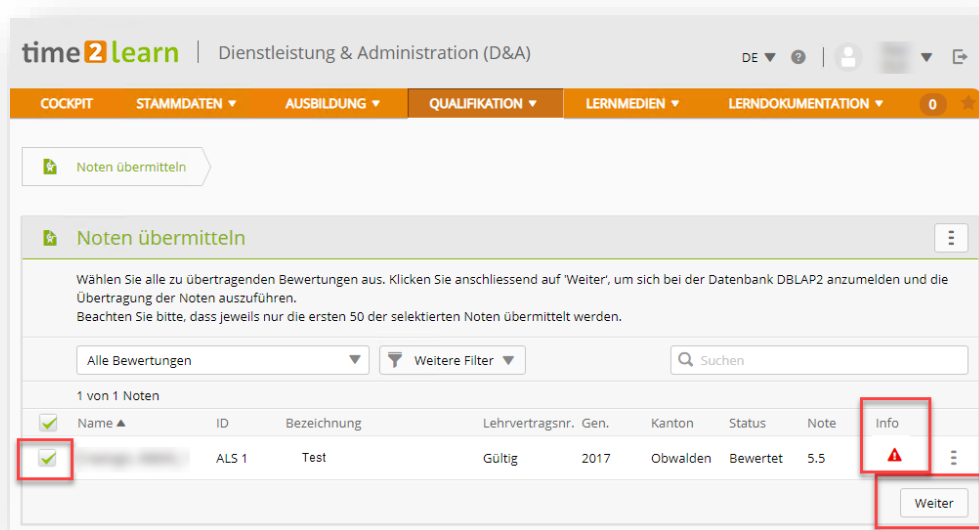 time2learn | Dienstleistung & Administration (D&A) DE ▼ ?
COCKPIT STAMMDATEN ▼ AUSBILDUNG ▼ QUALIFIKATION ▼ LERNMEDIEN ▼ LERNDOKUMENTATION ▼ 0
Noten übermitteln
Noten übermitteln
Wählen Sie alle zu übertragenden Bewertungen aus. Klicken Sie anschliessend auf 'Weiter', um sich bei der Datenbank DBLAP2 anzumelden und die
Übertragung der Noten auszuführen.
Beachten Sie bitte, dass jeweils nur die ersten 50 der selektierten Noten übermittelt werden.
Alle Bewertungen ▼ Weitere Filter ▼ Suchen
1 von 1 Noten
Name ▲ ID Bezeichnung Lehrvertragsnr. Gen. Kanton Status Note Info
ALS 1 Test Gültig 2017 Obwalden Bewertet 5.5
Weiter